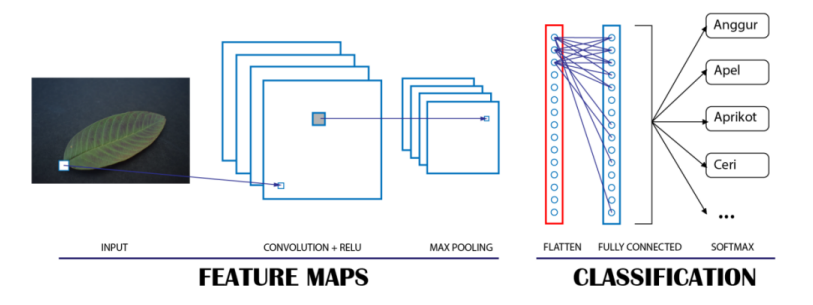 Anggur
Apel
Aprikot
Ceri
...
INPUT
CONVOLUTION + RELU
MAX POOLING
FLATTEN
FULLY CONNECTED
SOFTMAX
FEATURE MAPS
CLASSIFICATION